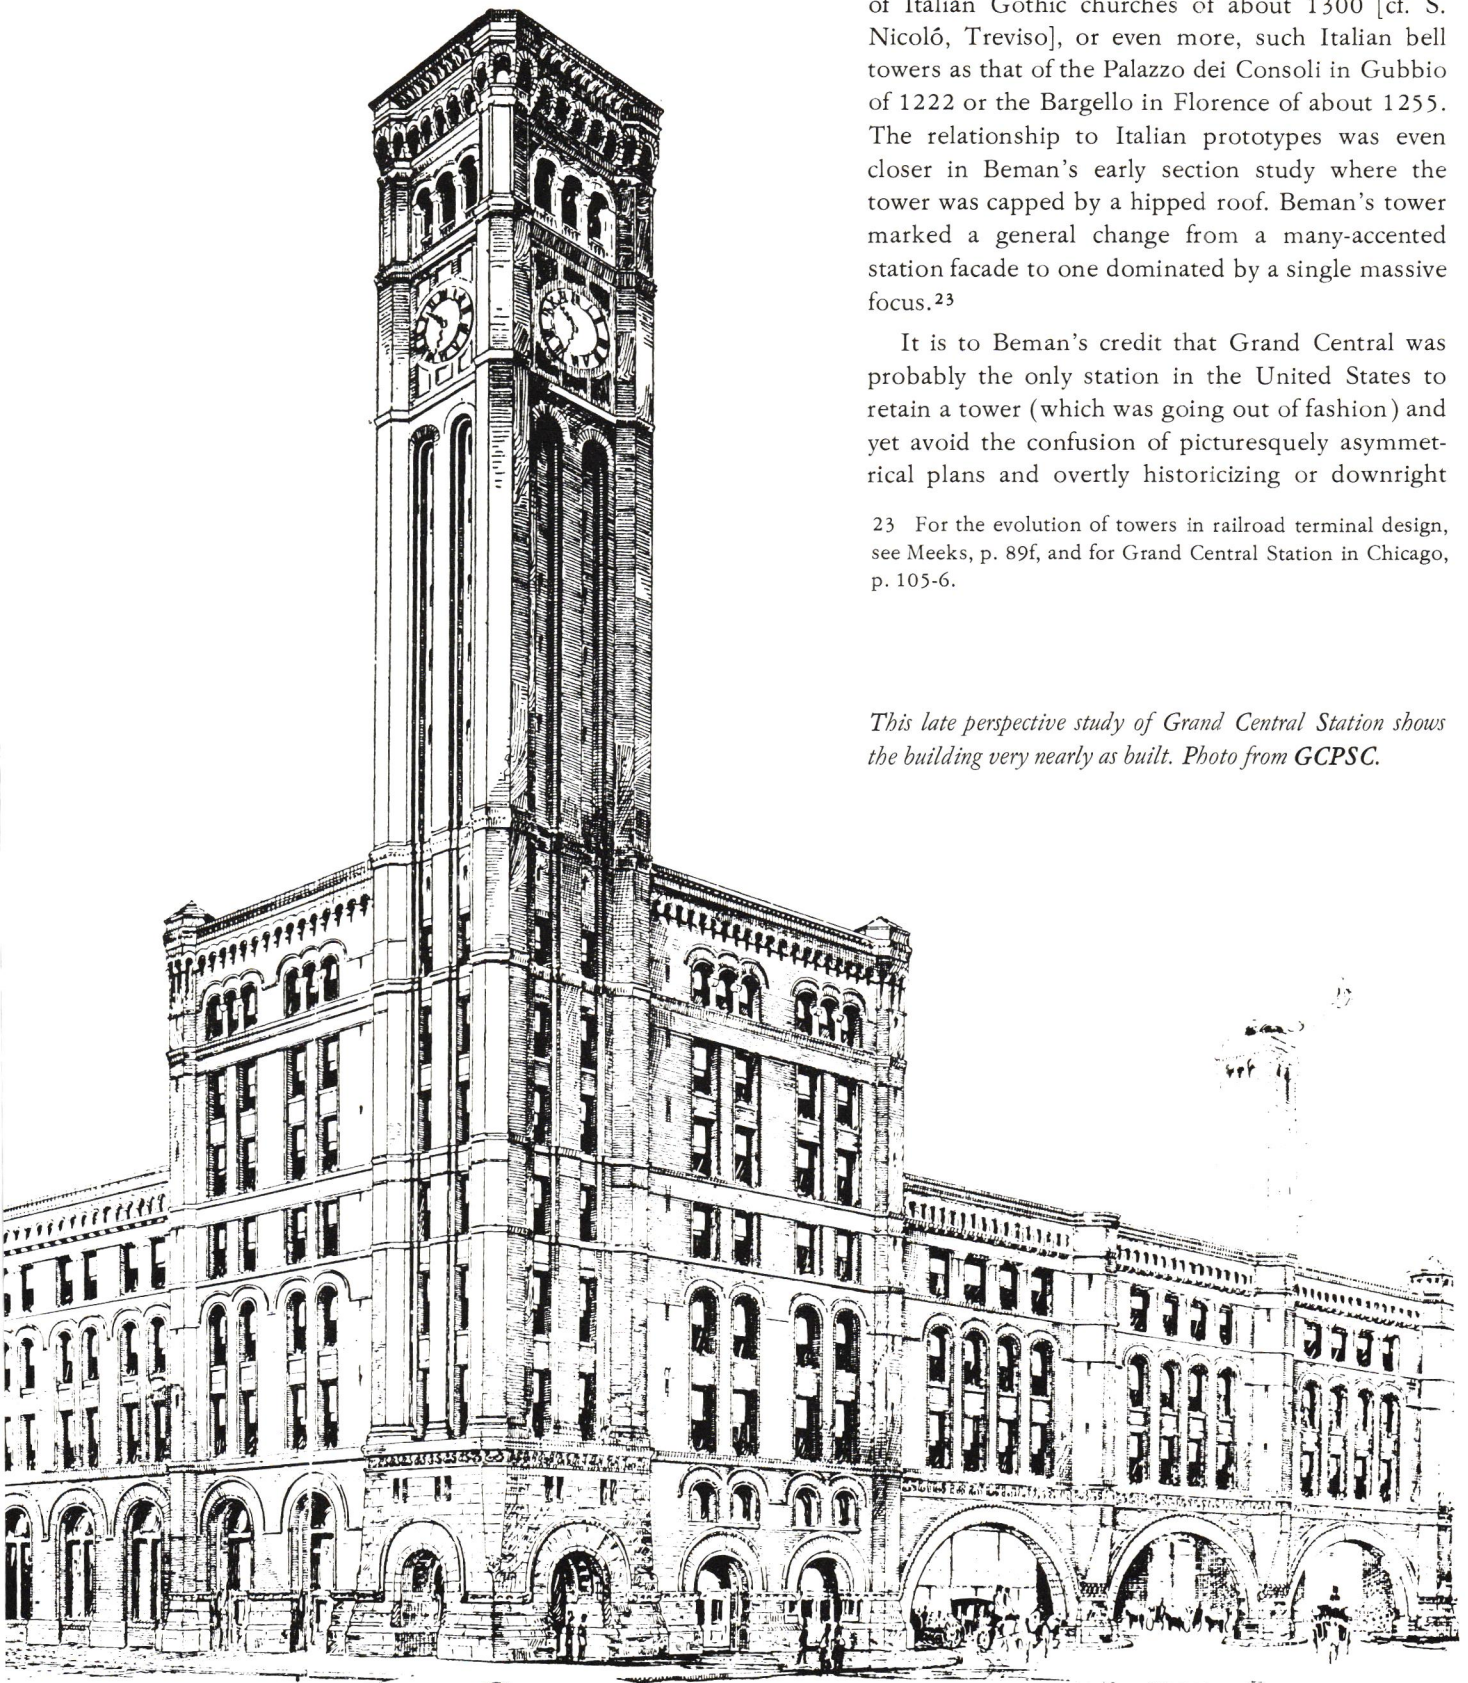 of Italian Gothic churches of about 1300 [cf. S.
Nicoló, Treviso], or even more, such Italian bell
towers as that of the Palazzo dei Consoli in Gubbio
of 1222 or the Bargello in Florence of about 1255.
The relationship to Italian prototypes was even
closer in Beman's early section study where the
tower was capped by a hipped roof. Beman's tower
marked a general change from a many-accented
station facade to one dominated by a single massive
focus.23
It is to Beman's credit that Grand Central was
probably the only station in the United States to
retain a tower (which was going out of fashion) and
yet avoid the confusion of picturesquely asymmet-
rical plans and overtly historicizing or downright
23 For the evolution of towers in railroad terminal design,
see Meeks, p. 89f, and for Grand Central Station in Chicago,
p. 105-6.
This late perspective study of Grand Central Station shows
the building very nearly as built. Photo from GCPSC.